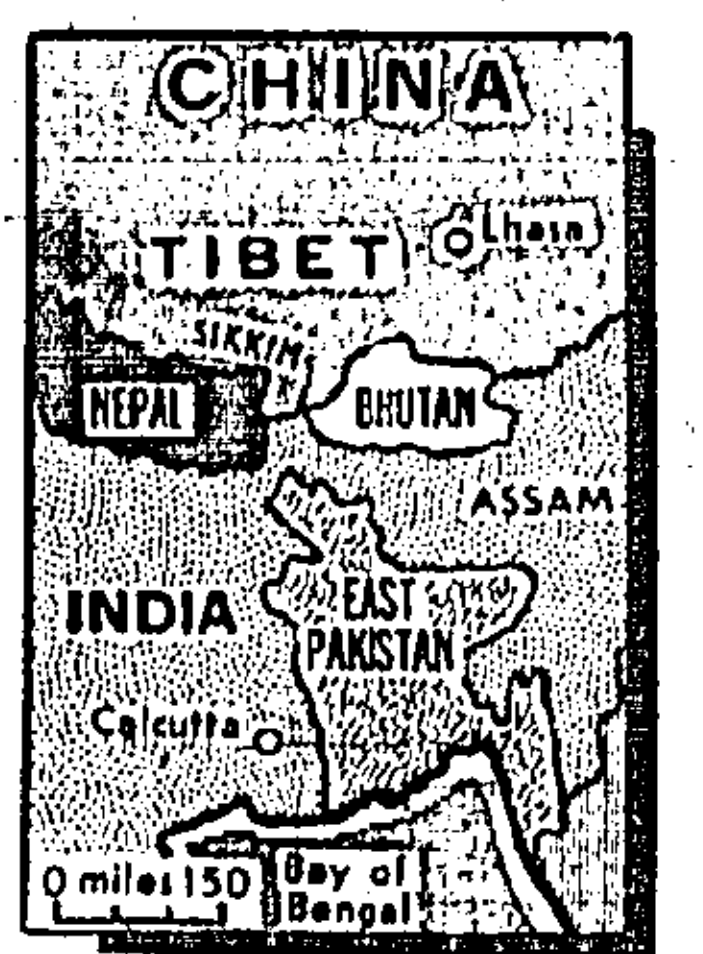 CHINA
TIBET
Lhasa
SIKKIM
NEPAL
BHUTAN
ASSAM
INDIA
EAST
PAKISTAN
Calcutta
0 miles 150
Bay of
Bengal